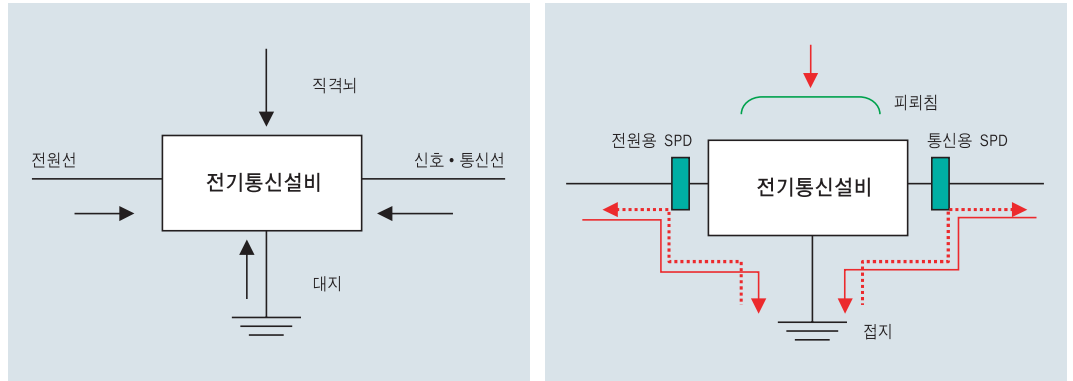 직격뇌
전원선
신호 • 통신선
전기통신설비
대지
피뢰침
전원용 SPD
통신용 SPD
전기통신설비
접지